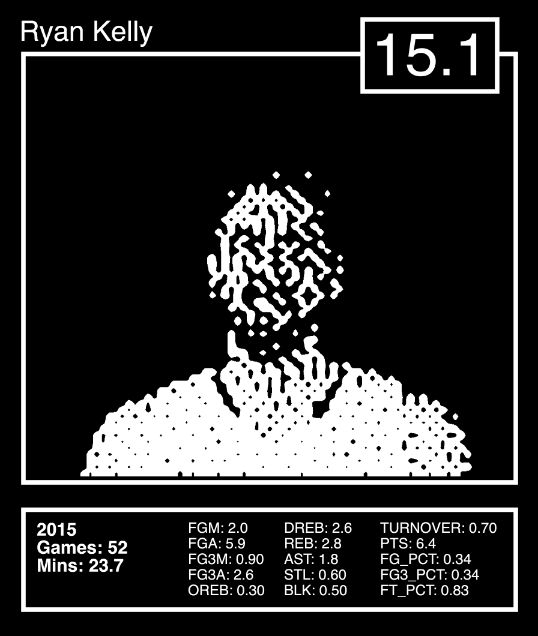 Ryan Kelly
15.1
2015
Games: 52
Mins: 23.7
FGM: 2.0
FGA: 5.9
FG3M: 0.90
FG3A: 2.6
OREB: 0.30
DREB: 2.6
REB: 2.8
AST: 1.8
STL: 0.60
BLK: 0.50
TURNOVER: 0.70
PTS: 6.4
FG_PCT: 0.34
FG3_PCT: 0.34
FT_PCT: 0.83